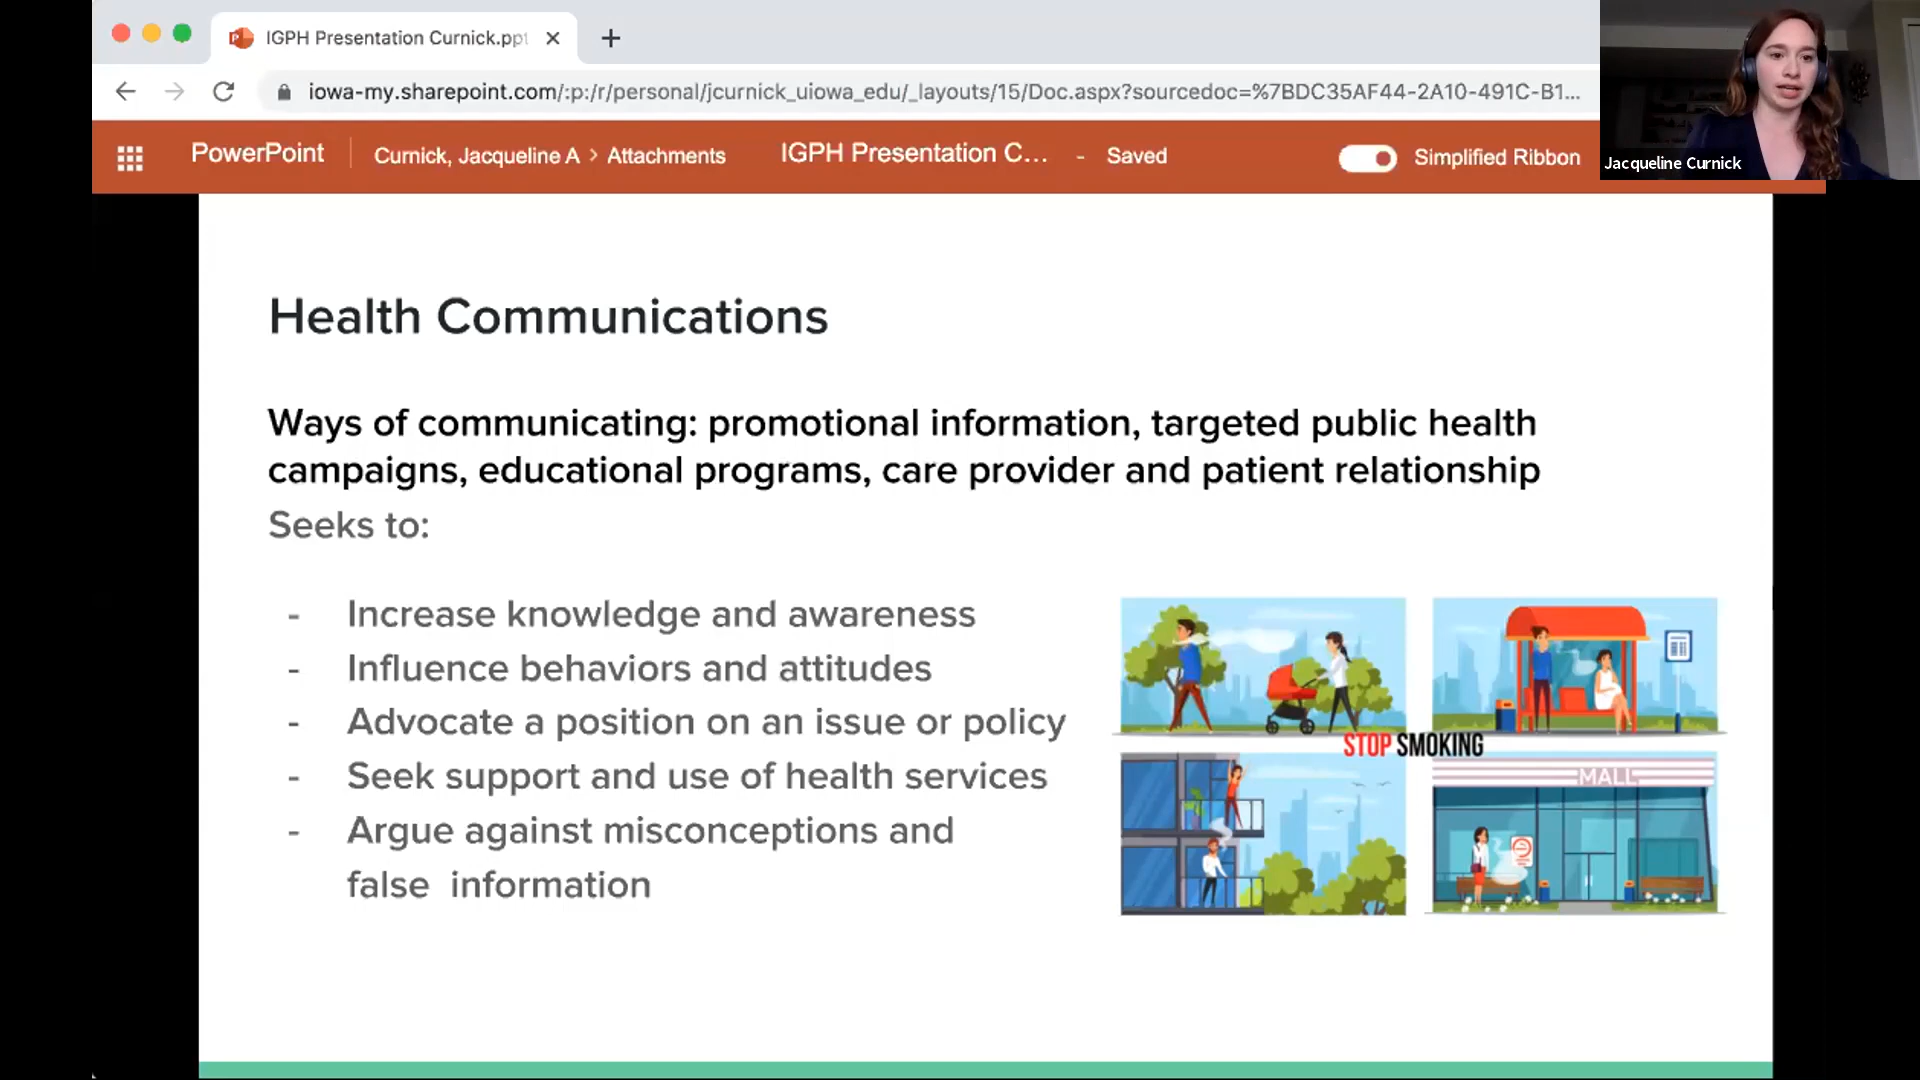 IGPH Presentation Curnick.ppt
iowa-my.sharepoint.com/:p:/r/personal/jcurnick_uiowa_edu/_layouts/15/Doc.aspx?sourcedoc=%7BDC35AF44-2A10-491C-B1...
PowerPoint Curnick, Jacqueline A > Attachments IGPH Presentation C... - Saved Simplified Ribbon
Jacqueline Curnick
Health Communications
Ways of communicating: promotional information, targeted public health
campaigns, educational programs, care provider and patient relationship
Seeks to:
- Increase knowledge and awareness
- Influence behaviors and attitudes
- Advocate a position on an issue or policy
- Seek support and use of health services
- Argue against misconceptions and
false information
STOP SMOKING
MALL